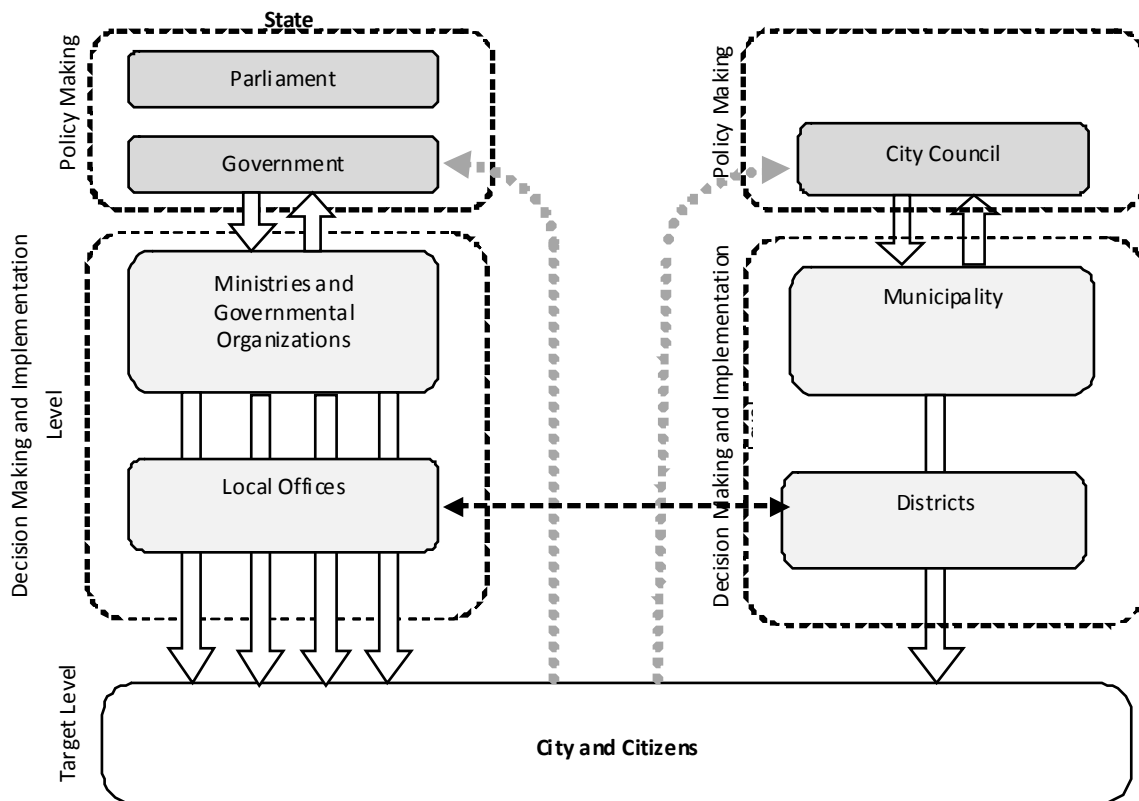 State
Policy Making
Parliament
Government
Decision Making and Implementation
Level
Ministries and
Governmental
Organizations
Local Offices
Policy Making
City Council
Decision Making and Implementation
Municipality
Districts
Target Level
City and Citizens